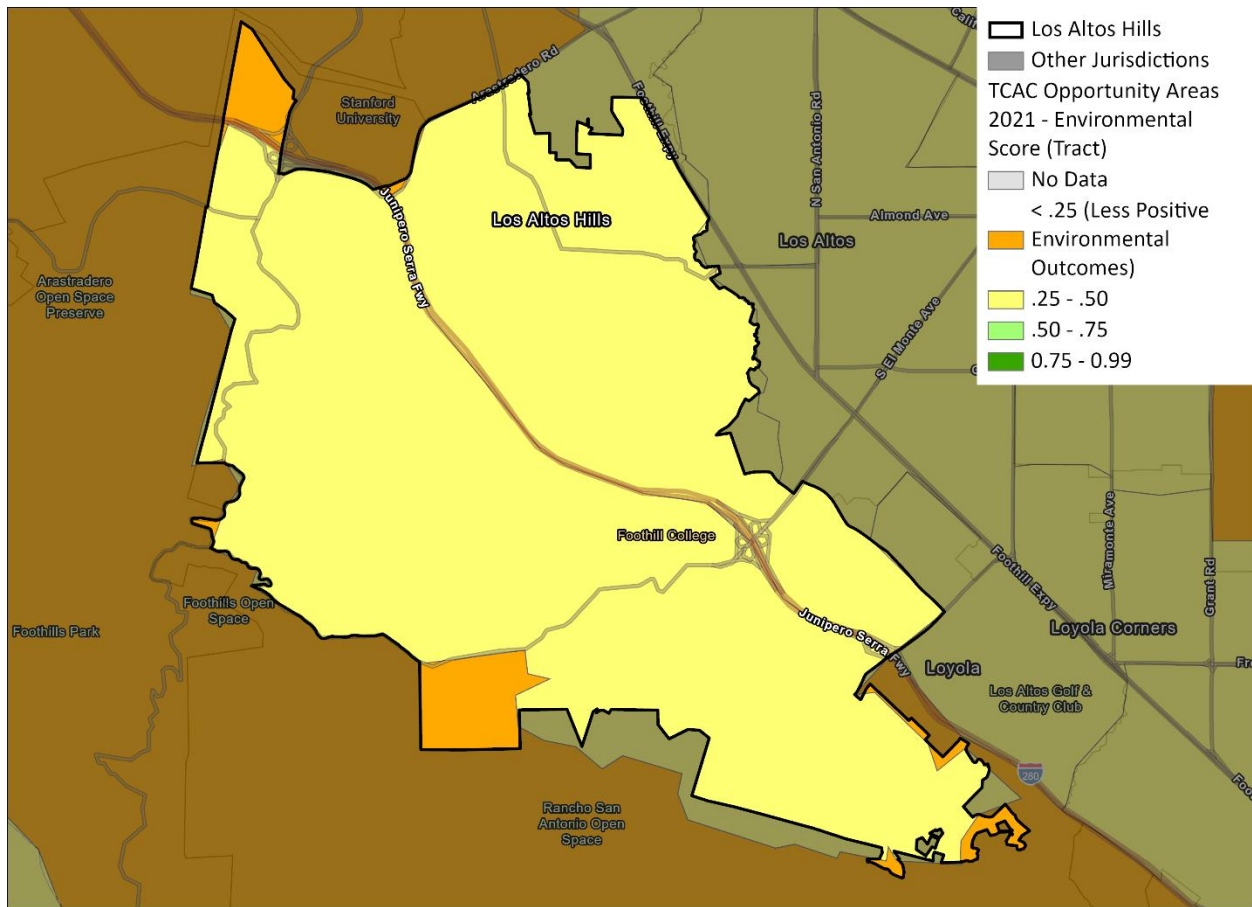 Los Altos Hills
Other Jurisdictions
TCAC Opportunity Areas
2021 - Environmental
Score (Tract)
No Data
< .25 (Less Positive
Environmental
Outcomes)
.25 - .50
.50 - .75
0.75 - 0.99
Arastradero Rd
Stanford
University
Foothill Expy
N San Antonio Rd
Junipero Serra Fwy
Los Altos Hills
Almond Ave
Los Altos
Arastradero
Open Space
Preserve
S El Monte Ave
Foothill College
Foothill Expy
Miramonte Ave
Grant Rd
Foothills Open
Space
Foothills Park
Junipero Serra Fwy
Loyola Corners
Loyola
Los Altos Golf &
Country Club
280
Rancho San
Antonio Open
Space